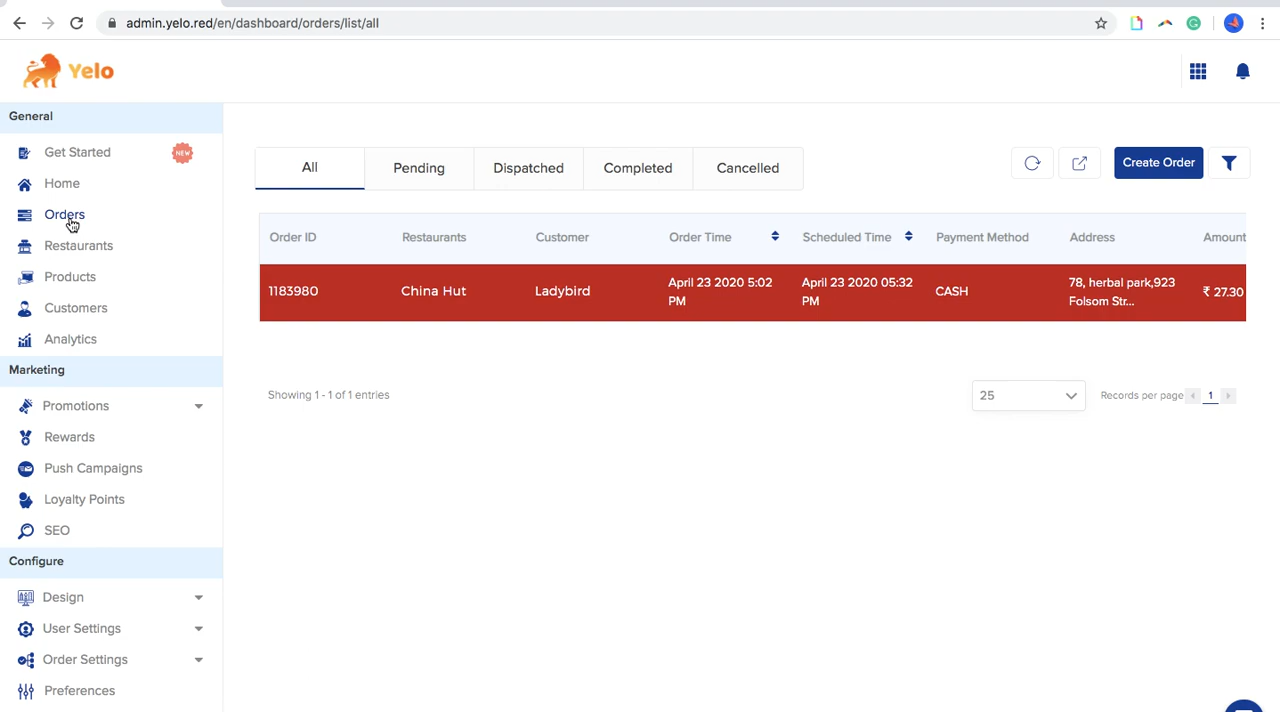 admin.yelo.red/en/dashboard/orders/list/all
Yelo
General
Get Started
NEW
Home
Orders
Restaurants
Products
Customers
Analytics
Marketing
Promotions
Rewards
Push Campaigns
Loyalty Points
SEO
Configure
Design
User Settings
Order Settings
Preferences
All Pending Dispatched Completed Cancelled
Create Order
Order ID Restaurants Customer Order Time Scheduled Time Payment Method Address Amount
1183980 China Hut Ladybird April 23 2020 5:02 PM April 23 2020 05:32 PM CASH 78, herbal park,923 Folsom Str... ₹ 27.30
Showing 1 - 1 of 1 entries
25
Records per page 1